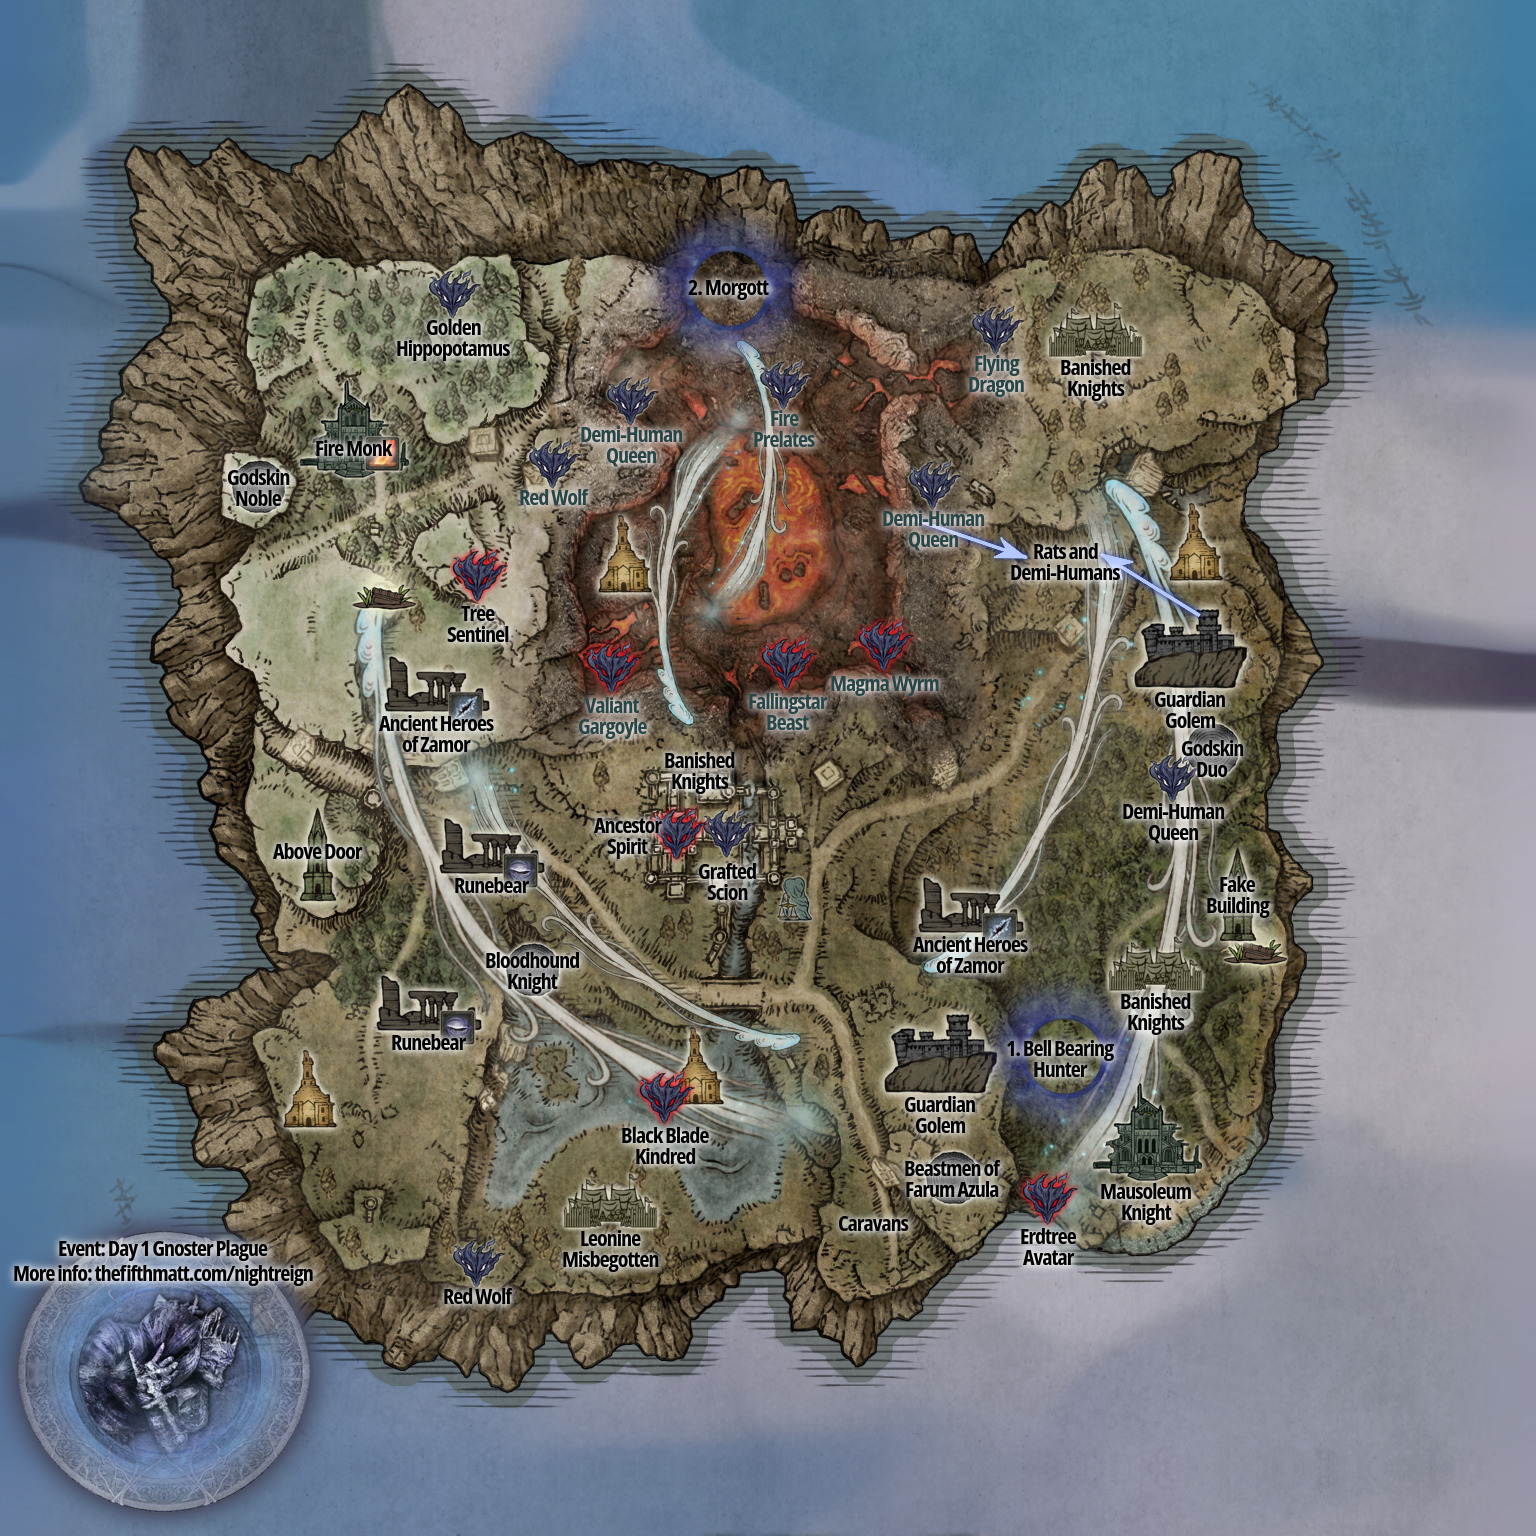 2. Morgott
Golden
Hippopotamus
Flying
Dragon
Banished
Knights
Demi-Human
Queen
Fire
Prelates
Fire Monk
Godskin
Noble
Red Wolf
Demi-Human
Queen
Rats and
Demi-Humans
Tree
Sentinel
Valiant
Gargoyle
Fallingstar
Beast
Magma Wyrm
Guardian
Golem
Ancient Heroes
of Zamor
Godskin
Duo
Banished
Knights
Demi-Human
Queen
Ancestor
Spirit
Grafted
Scion
Above Door
Runebear
Fake
Building
Ancient Heroes
of Zamor
Bloodhound
Knight
Banished
Knights
Runebear
1. Bell Bearing
Hunter
Guardian
Golem
Black Blade
Kindred
Beastmen of
Farum Azula
Mausoleum
Knight
Caravans
Erdtree
Avatar
Leonine
Misbegotten
Red Wolf
Event: Day 1 Gnoster Plague
More info: thefifthmatt.com/nightreign